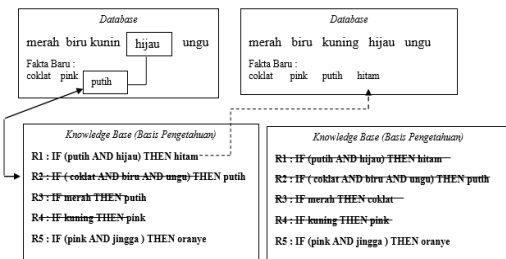 Database
merah biru kunin hijau ungu
Fakta Baru :
coklat pink putih
Knowledge Base (Basis Pengetahuan)
R1 : IF (putih AND hijau) THEN hitam
R2 : IF ( coklat AND biru AND ungu) THEN putih
R3 : IF merah THEN putih
R4 : IF kuning THEN pink
R5 : IF (pink AND jingga ) THEN oranye
Database
merah biru kuning hijau ungu
Fakta Baru :
coklat pink putih hitam
Knowledge Base (Basis Pengetahuan)
R1 : IF (putih AND hijau) THEN hitam
R2 : IF ( coklat AND biru AND ungu) THEN putih
R3 : IF merah THEN coklat
R4 : IF kuning THEN pink
R5 : IF (pink AND jingga ) THEN oranye